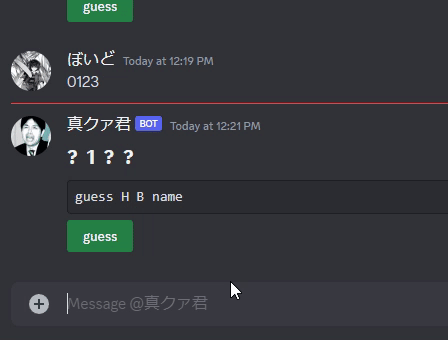 guess
ぼいど Today at 12:19 PM
0123
真クァ君 BOT Today at 12:21 PM
? 1 ? ?
guess H B name
guess
Message @真クァ君